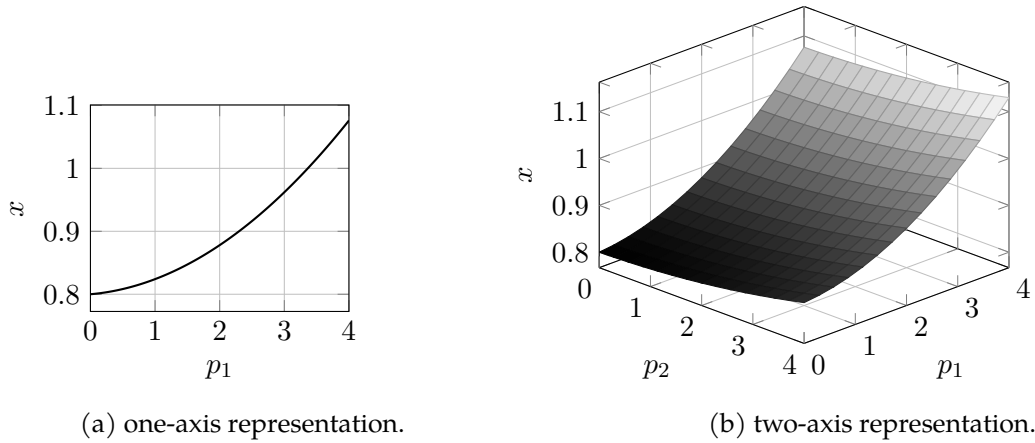 1.1
1
0.9
0.8
x
0 1 2 3 4
p1
(a) one-axis representation.
1.1
1
0.9
0.8
x
0 1 2 3 4
p2
0 1 2 3 4
p1
(b) two-axis representation.